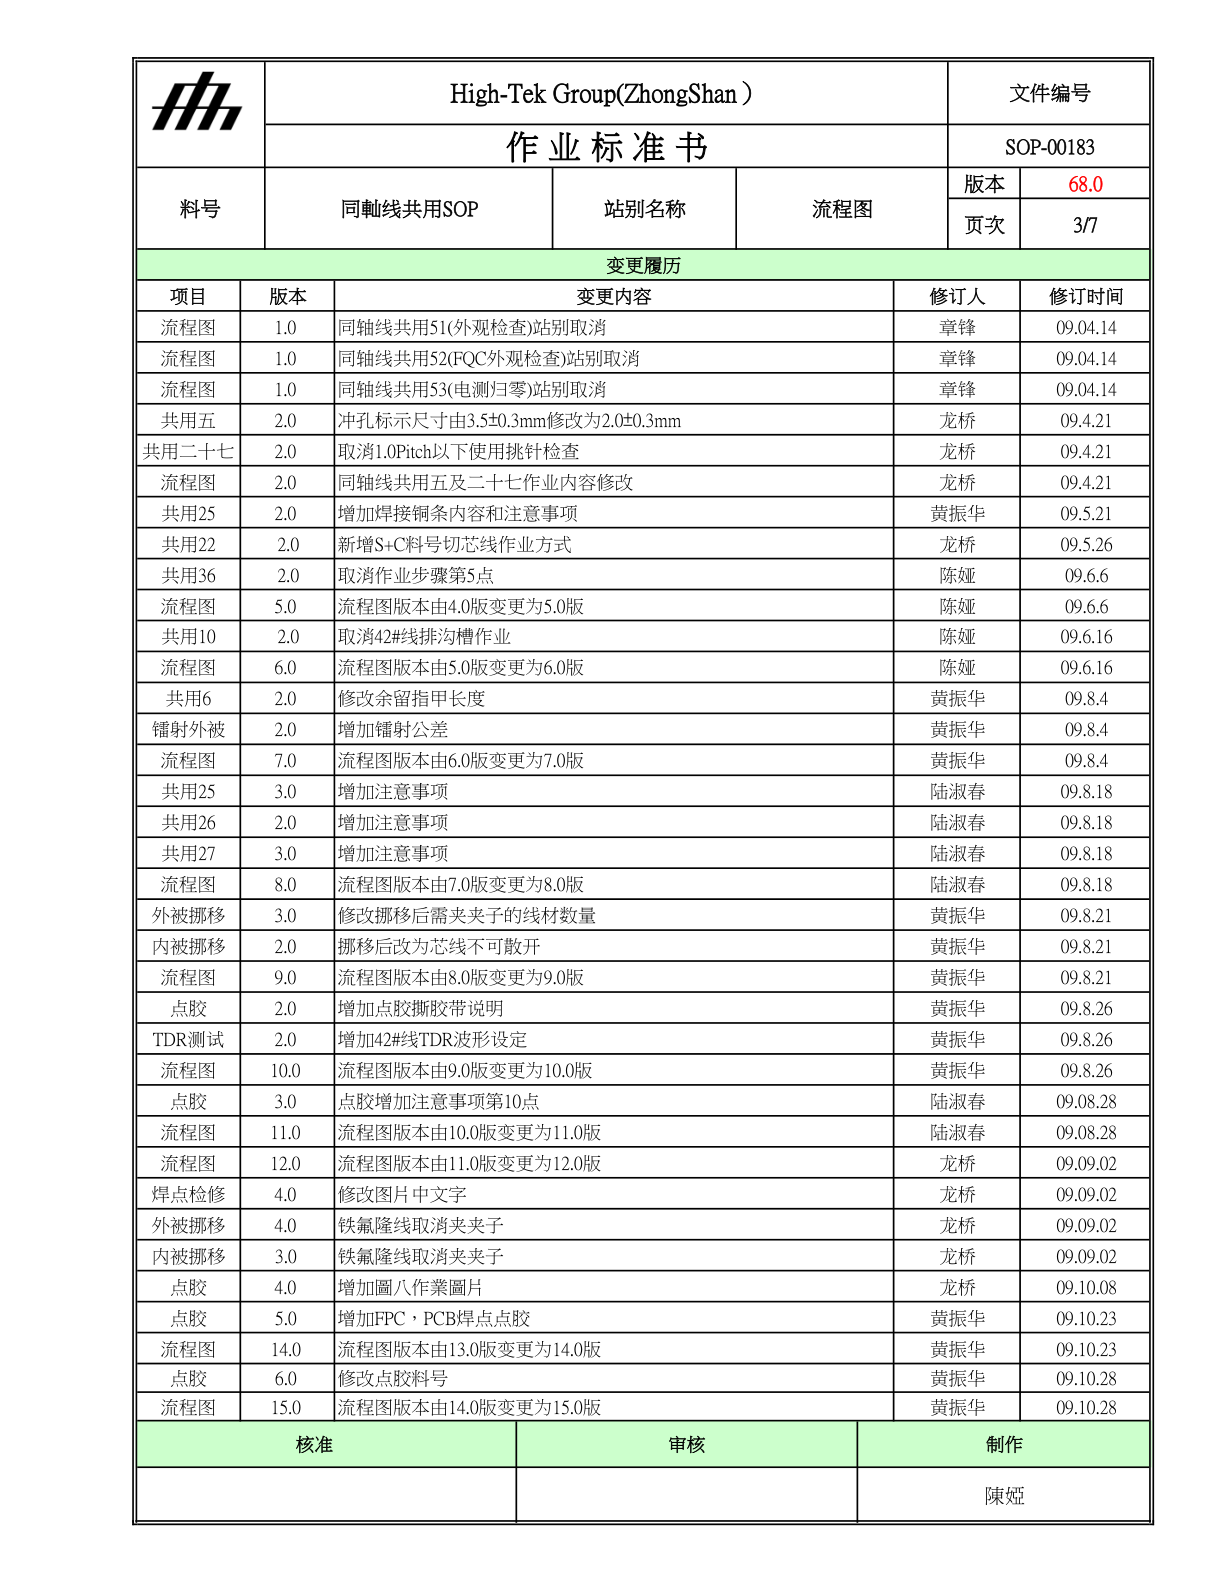 High-Tek Group(ZhongShan）
文件编号
作 业 标 准 书
SOP-00183
料号
同軕线共用SOP
站别名称
流程图
版本
68.0
页次
3/7
变更履历
项目 版本 变更内容 修订人 修订时间
流程图 1.0 同轴线共用51(外观检查)站别取消 章锋 09.04.14
流程图 1.0 同轴线共用52(FQC外观检查)站别取消 章锋 09.04.14
流程图 1.0 同轴线共用53(电测归零)站别取消 章锋 09.04.14
共用五 2.0 冲孔标示尺寸由3.5±0.3mm修改为2.0±0.3mm 龙桥 09.4.21
共用二十七 2.0 取消1.0Pitch以下使用挑针检查 龙桥 09.4.21
流程图 2.0 同轴线共用五及二十七作业内容修改 龙桥 09.4.21
共用25 2.0 增加焊接铜条内容和注意事项 黄振华 09.5.21
共用22 2.0 新增S+C料号切芯线作业方式 龙桥 09.5.26
共用36 2.0 取消作业步骤第5点 陈娅 09.6.6
流程图 5.0 流程图版本由4.0版变更为5.0版 陈娅 09.6.6
共用10 2.0 取消42#线排沟槽作业 陈娅 09.6.16
流程图 6.0 流程图版本由5.0版变更为6.0版 陈娅 09.6.16
共用6 2.0 修改余留指甲长度 黄振华 09.8.4
镭射外被 2.0 增加镭射公差 黄振华 09.8.4
流程图 7.0 流程图版本由6.0版变更为7.0版 黄振华 09.8.4
共用25 3.0 增加注意事项 陆淑春 09.8.18
共用26 2.0 增加注意事项 陆淑春 09.8.18
共用27 3.0 增加注意事项 陆淑春 09.8.18
流程图 8.0 流程图版本由7.0版变更为8.0版 陆淑春 09.8.18
外被挪移 3.0 修改挪移后需夹夹子的线材数量 黄振华 09.8.21
内被挪移 2.0 挪移后改为芯线不可散开 黄振华 09.8.21
流程图 9.0 流程图版本由8.0版变更为9.0版 黄振华 09.8.21
点胶 2.0 增加点胶撕胶带说明 黄振华 09.8.26
TDR测试 2.0 增加42#线TDR波形设定 黄振华 09.8.26
流程图 10.0 流程图版本由9.0版变更为10.0版 黄振华 09.8.26
点胶 3.0 点胶增加注意事项第10点 陆淑春 09.08.28
流程图 11.0 流程图版本由10.0版变更为11.0版 陆淑春 09.08.28
流程图 12.0 流程图版本由11.0版变更为12.0版 龙桥 09.09.02
焊点检修 4.0 修改图片中文字 龙桥 09.09.02
外被挪移 4.0 铁氟隆线取消夹夹子 龙桥 09.09.02
内被挪移 3.0 铁氟隆线取消夹夹子 龙桥 09.09.02
点胶 4.0 增加圖八作業圖片 龙桥 09.10.08
点胶 5.0 增加FPC，PCB焊点点胶 黄振华 09.10.23
流程图 14.0 流程图版本由13.0版变更为14.0版 黄振华 09.10.23
点胶 6.0 修改点胶料号 黄振华 09.10.28
流程图 15.0 流程图版本由14.0版变更为15.0版 黄振华 09.10.28
核准 审核 制作
陳婭